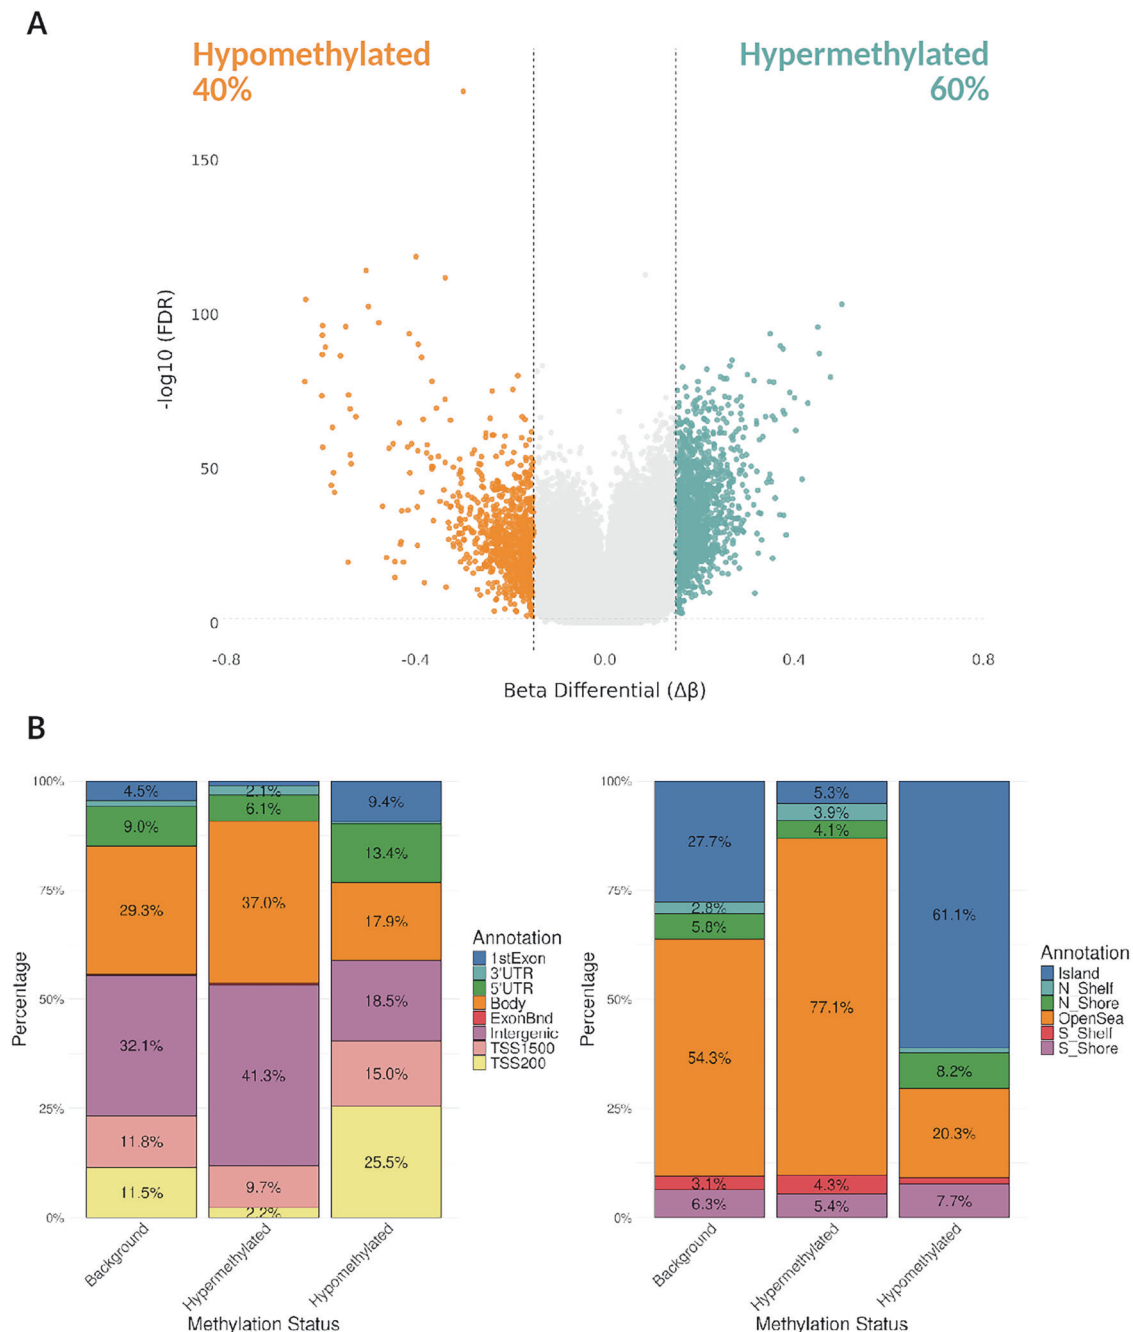 A
Hypomethylated
40%
Hypermethylated
60%
150
100
50
0
-log10 (FDR)
-0.8
-0.4
0.0
0.4
0.8
Beta Differential (Δβ)
B
100%
75%
50%
25%
0%
Percentage
4.5%
9.0%
29.3%
32.1%
11.8%
11.5%
2.1%
6.1%
37.0%
41.3%
9.7%
2.2%
9.4%
13.4%
17.9%
18.5%
15.0%
25.5%
Background
Hypermethylated
Hypomethylated
Methylation Status
Annotation
1stExon
3'UTR
5'UTR
Body
ExonBnd
Intergenic
TSS1500
TSS200
100%
75%
50%
25%
0%
Percentage
27.7%
2.8%
5.8%
54.3%
3.1%
6.3%
5.3%
3.9%
4.1%
77.1%
4.3%
5.4%
61.1%
8.2%
20.3%
7.7%
Background
Hypermethylated
Hypomethylated
Methylation Status
Annotation
Island
N_Shelf
N_Shore
OpenSea
S_Shelf
S_Shore